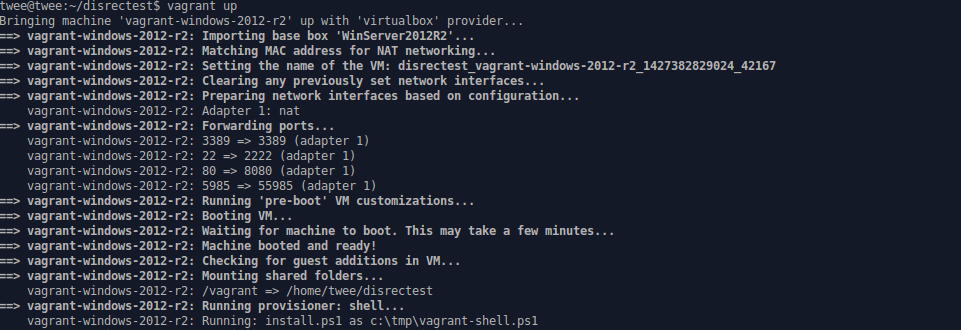 twee@twee:~/disrectest$ vagrant up
Bringing machine 'vagrant-windows-2012-r2' up with 'virtualbox' provider...
==> vagrant-windows-2012-r2: Importing base box 'WinServer2012R2'...
==> vagrant-windows-2012-r2: Matching MAC address for NAT networking...
==> vagrant-windows-2012-r2: Setting the name of the VM: disrectest_vagrant-windows-2012-r2_1427382829024_42167
==> vagrant-windows-2012-r2: Clearing any previously set network interfaces...
==> vagrant-windows-2012-r2: Preparing network interfaces based on configuration...
    vagrant-windows-2012-r2: Adapter 1: nat
==> vagrant-windows-2012-r2: Forwarding ports...
    vagrant-windows-2012-r2: 3389 => 3389 (adapter 1)
    vagrant-windows-2012-r2: 22 => 2222 (adapter 1)
    vagrant-windows-2012-r2: 80 => 8080 (adapter 1)
    vagrant-windows-2012-r2: 5985 => 55985 (adapter 1)
==> vagrant-windows-2012-r2: Running 'pre-boot' VM customizations...
==> vagrant-windows-2012-r2: Booting VM...
==> vagrant-windows-2012-r2: Waiting for machine to boot. This may take a few minutes...
==> vagrant-windows-2012-r2: Machine booted and ready!
==> vagrant-windows-2012-r2: Checking for guest additions in VM...
==> vagrant-windows-2012-r2: Mounting shared folders...
    vagrant-windows-2012-r2: /vagrant => /home/twee/disrectest
==> vagrant-windows-2012-r2: Running provisioner: shell...
    vagrant-windows-2012-r2: Running: install.ps1 as c:\tmp\vagrant-shell.ps1